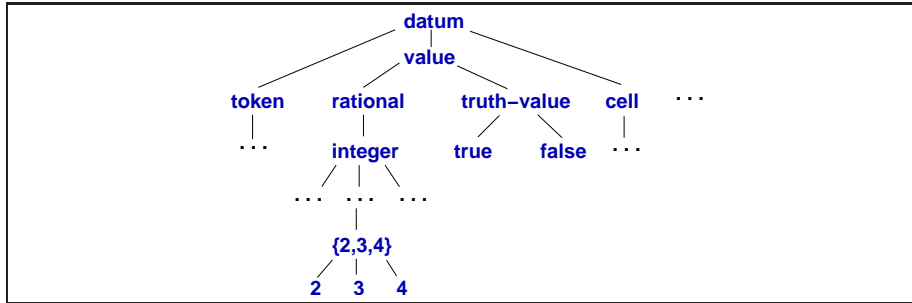 datum
value
token rational truth–value cell ...
... integer true false ...
... ... ...
{2,3,4}
2 3 4